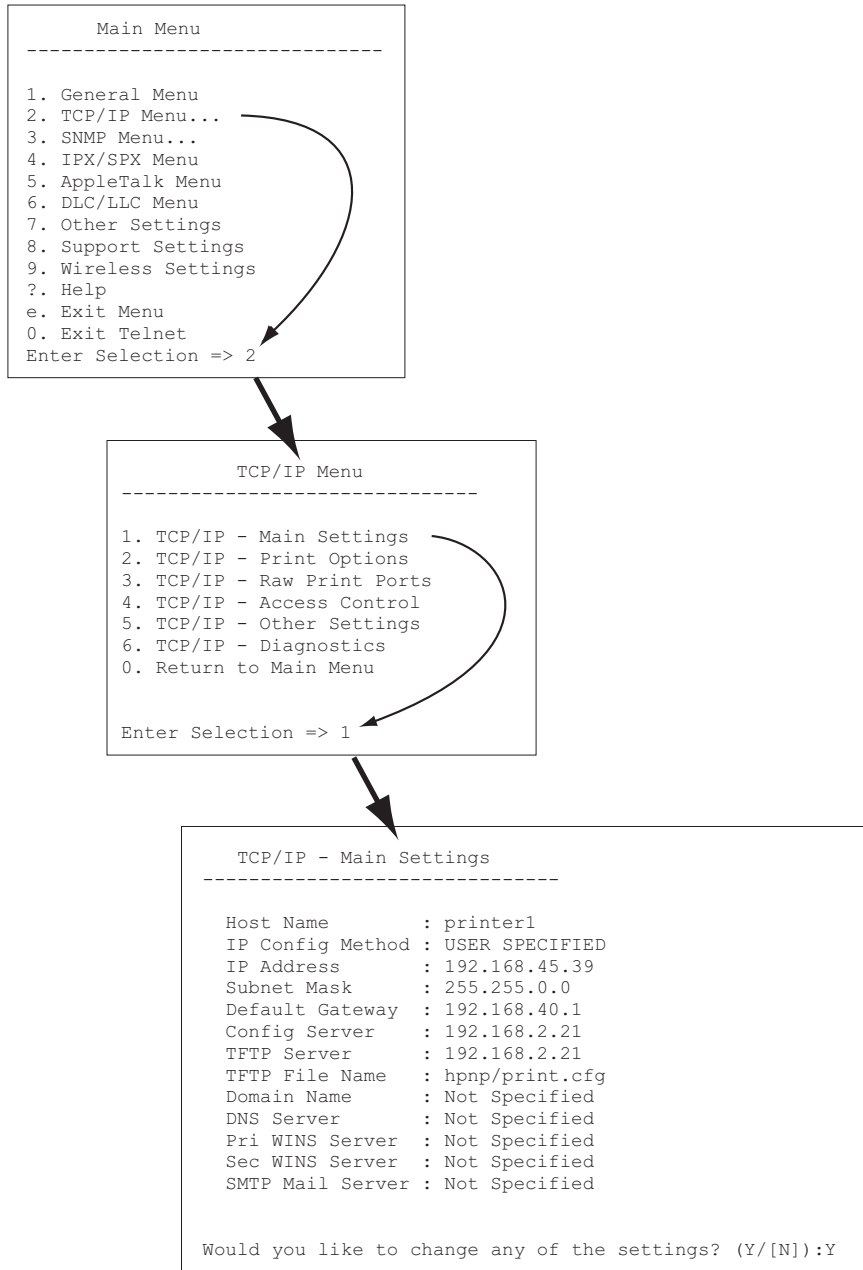 Main Menu
-------------------------------
1. General Menu
2. TCP/IP Menu...
3. SNMP Menu...
4. IPX/SPX Menu
5. AppleTalk Menu
6. DLC/LLC Menu
7. Other Settings
8. Support Settings
9. Wireless Settings
?. Help
e. Exit Menu
0. Exit Telnet
Enter Selection => 2
TCP/IP Menu
-------------------------------
1. TCP/IP - Main Settings
2. TCP/IP - Print Options
3. TCP/IP - Raw Print Ports
4. TCP/IP - Access Control
5. TCP/IP - Other Settings
6. TCP/IP - Diagnostics
0. Return to Main Menu
Enter Selection => 1
TCP/IP - Main Settings
-------------------------------
Host Name : printer1
IP Config Method : USER SPECIFIED
IP Address : 192.168.45.39
Subnet Mask : 255.255.0.0
Default Gateway : 192.168.40.1
Config Server : 192.168.2.21
TFTP Server : 192.168.2.21
TFTP File Name : hpnp/print.cfg
Domain Name : Not Specified
DNS Server : Not Specified
Pri WINS Server : Not Specified
Sec WINS Server : Not Specified
SMTP Mail Server : Not Specified
Would you like to change any of the settings? (Y/[N]):Y